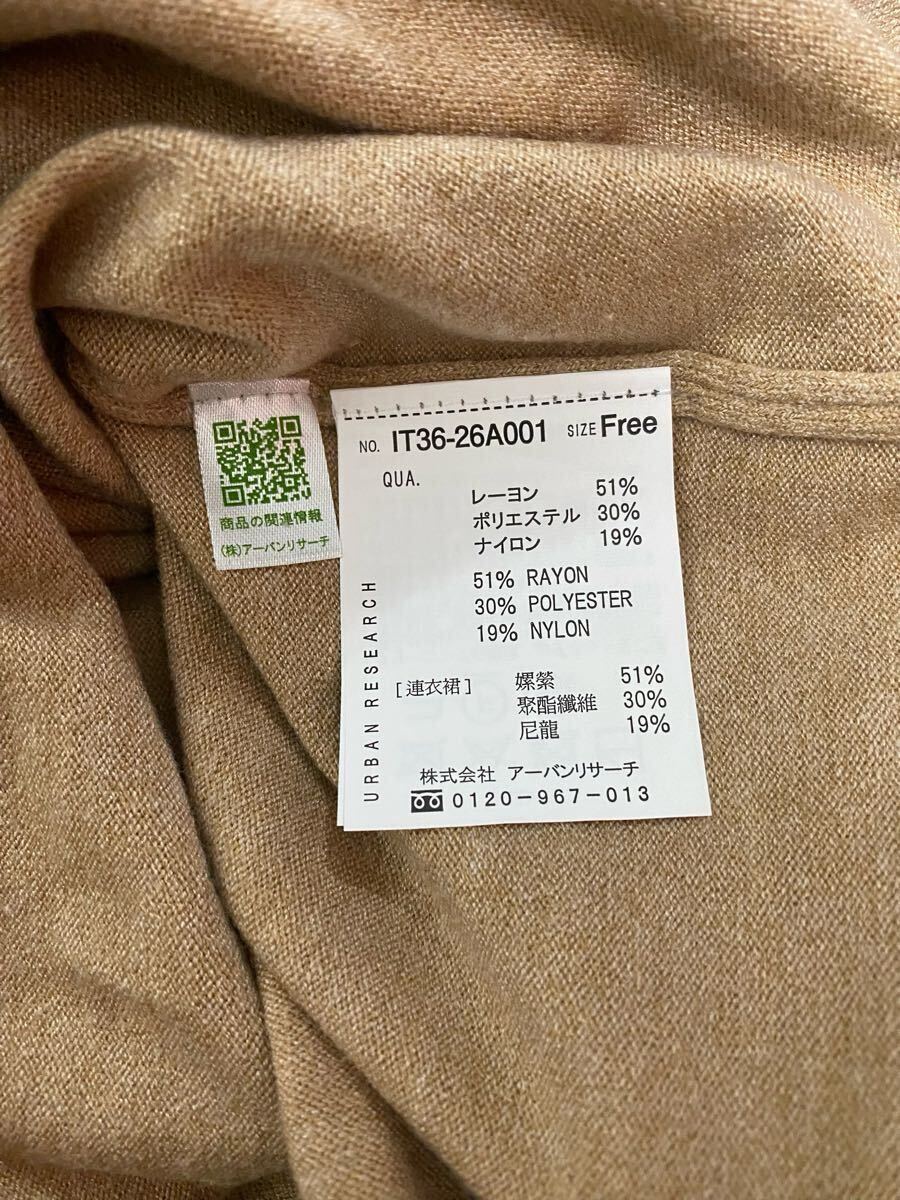 商品の関連情報
(株)アーバンリサーチ
NO. IT36-26A001 SIZE Free
QUA.
レーヨン 51%
ポリエステル 30%
ナイロン 19%
51% RAYON
30% POLYESTER
19% NYLON
URBAN RESEARCH
[連衣裙] 嫘縈 51%
聚酯纖維 30%
尼龍 19%
株式会社 アーバンリサーチ
0120-967-013